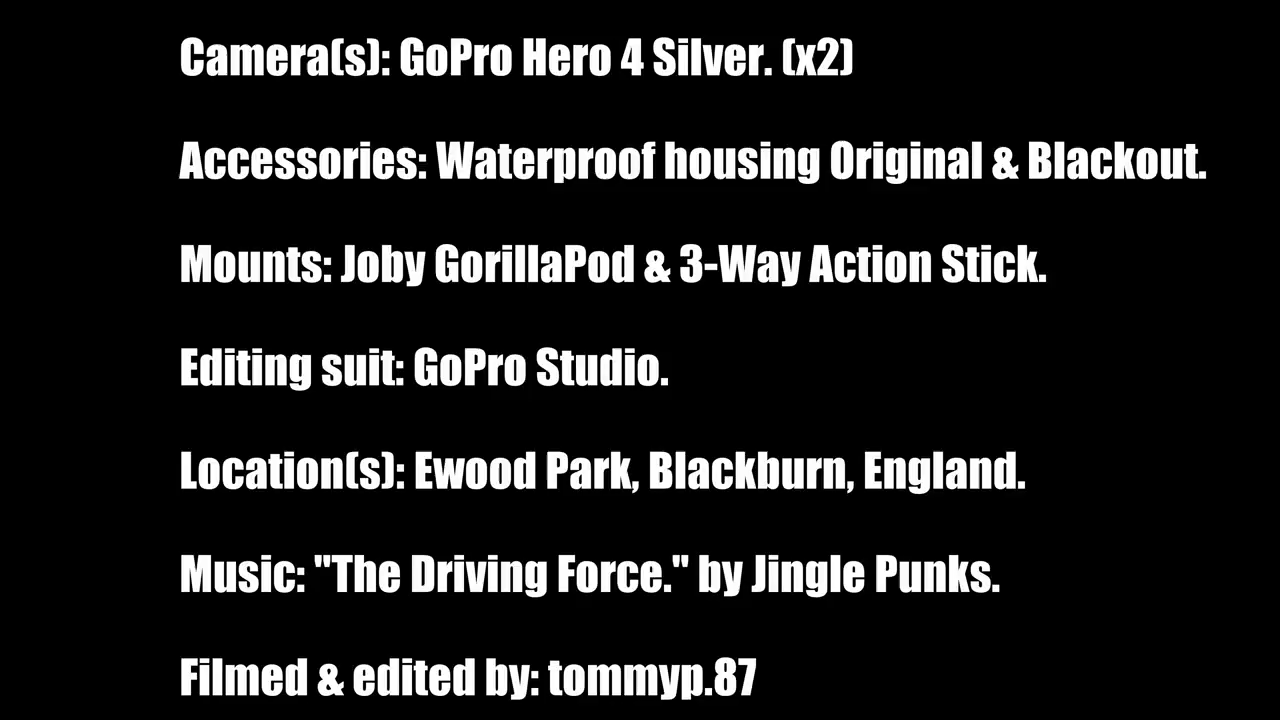 Camera(s): GoPro Hero 4 Silver. (x2)
Accessories: Waterproof housing Original & Blackout.
Mounts: Joby GorillaPod & 3-Way Action Stick.
Editing suit: GoPro Studio.
Location(s): Ewood Park, Blackburn, England.
Music: "The Driving Force." by Jingle Punks.
Filmed & edited by: tommyp.87